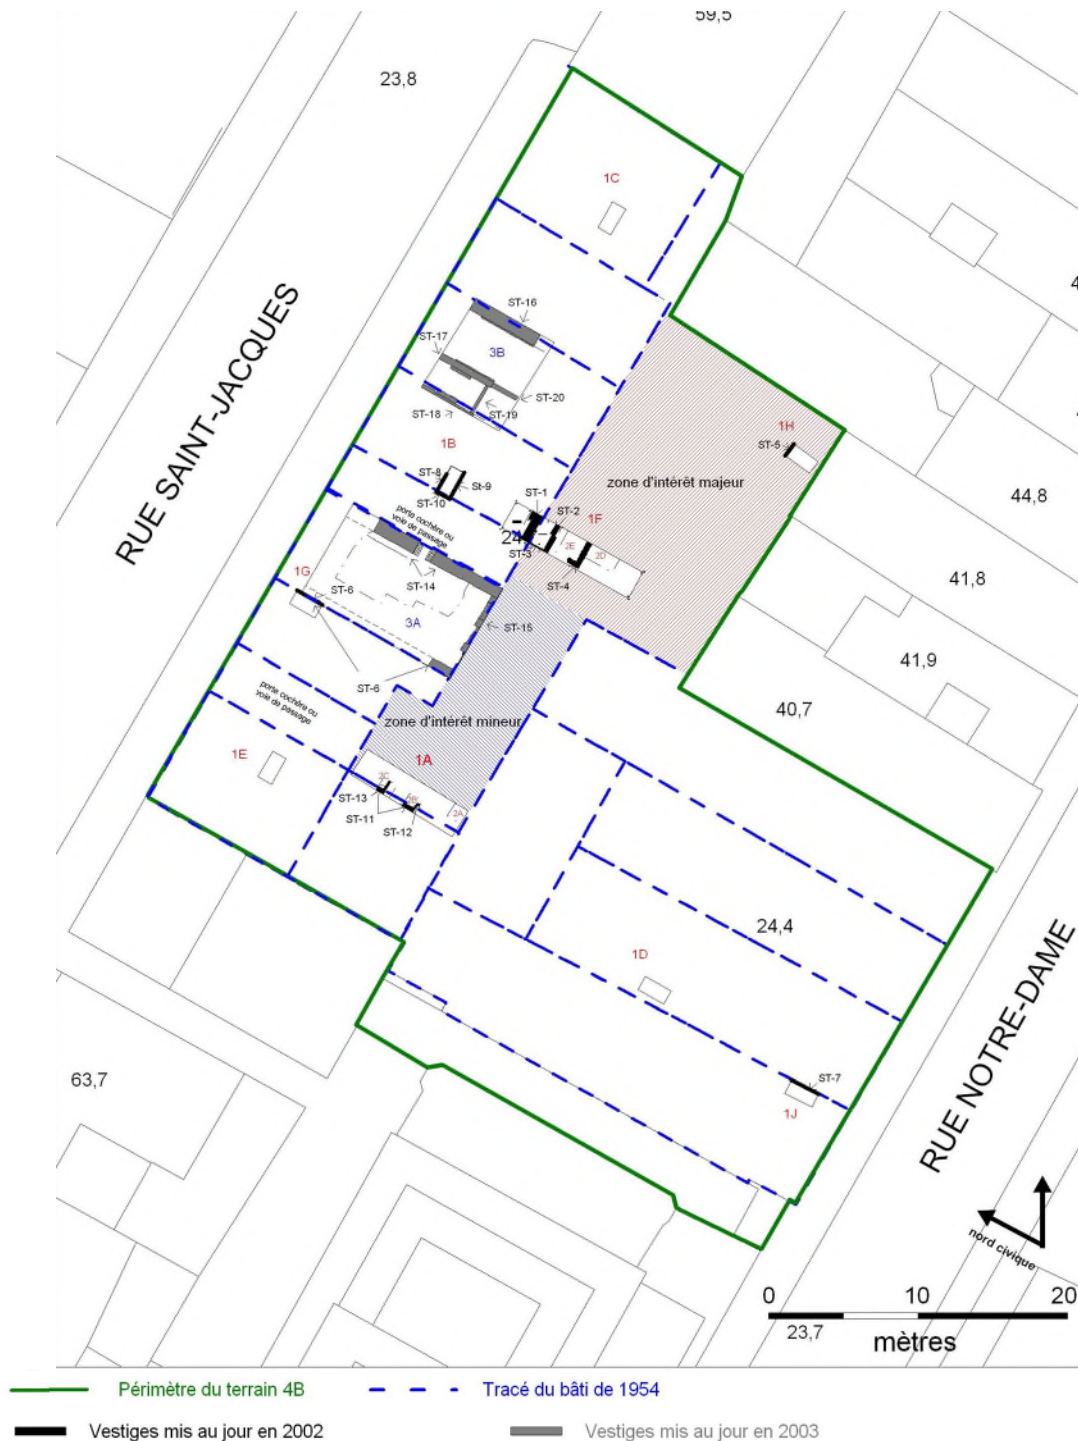 59,5
23,8
1C
RUE SAINT-JACQUES
ST-16
ST-17
3B
ST-20
ST-19
ST-18
1B
1H
ST-5
zone d'intérêt majeur
44,8
ST-8
St-9
ST-10
ST-1
ST-2
1F
porte cochère ou
voie de passage
24
2E
2D
ST-3
ST-4
41,8
1G
ST-6
ST-14
3A
ST-15
41,9
ST-6
40,7
porte cochère ou
voie de passage
zone d'intérêt mineur
1E
1A
2C
2B
2A
ST-13
ST-11
ST-12
24,4
1D
RUE NOTRE-DAME
63,7
ST-7
1J
nord civique
0 10 20
23,7
mètres
Périmètre du terrain 4B
Tracé du bâti de 1954
Vestiges mis au jour en 2002
Vestiges mis au jour en 2003